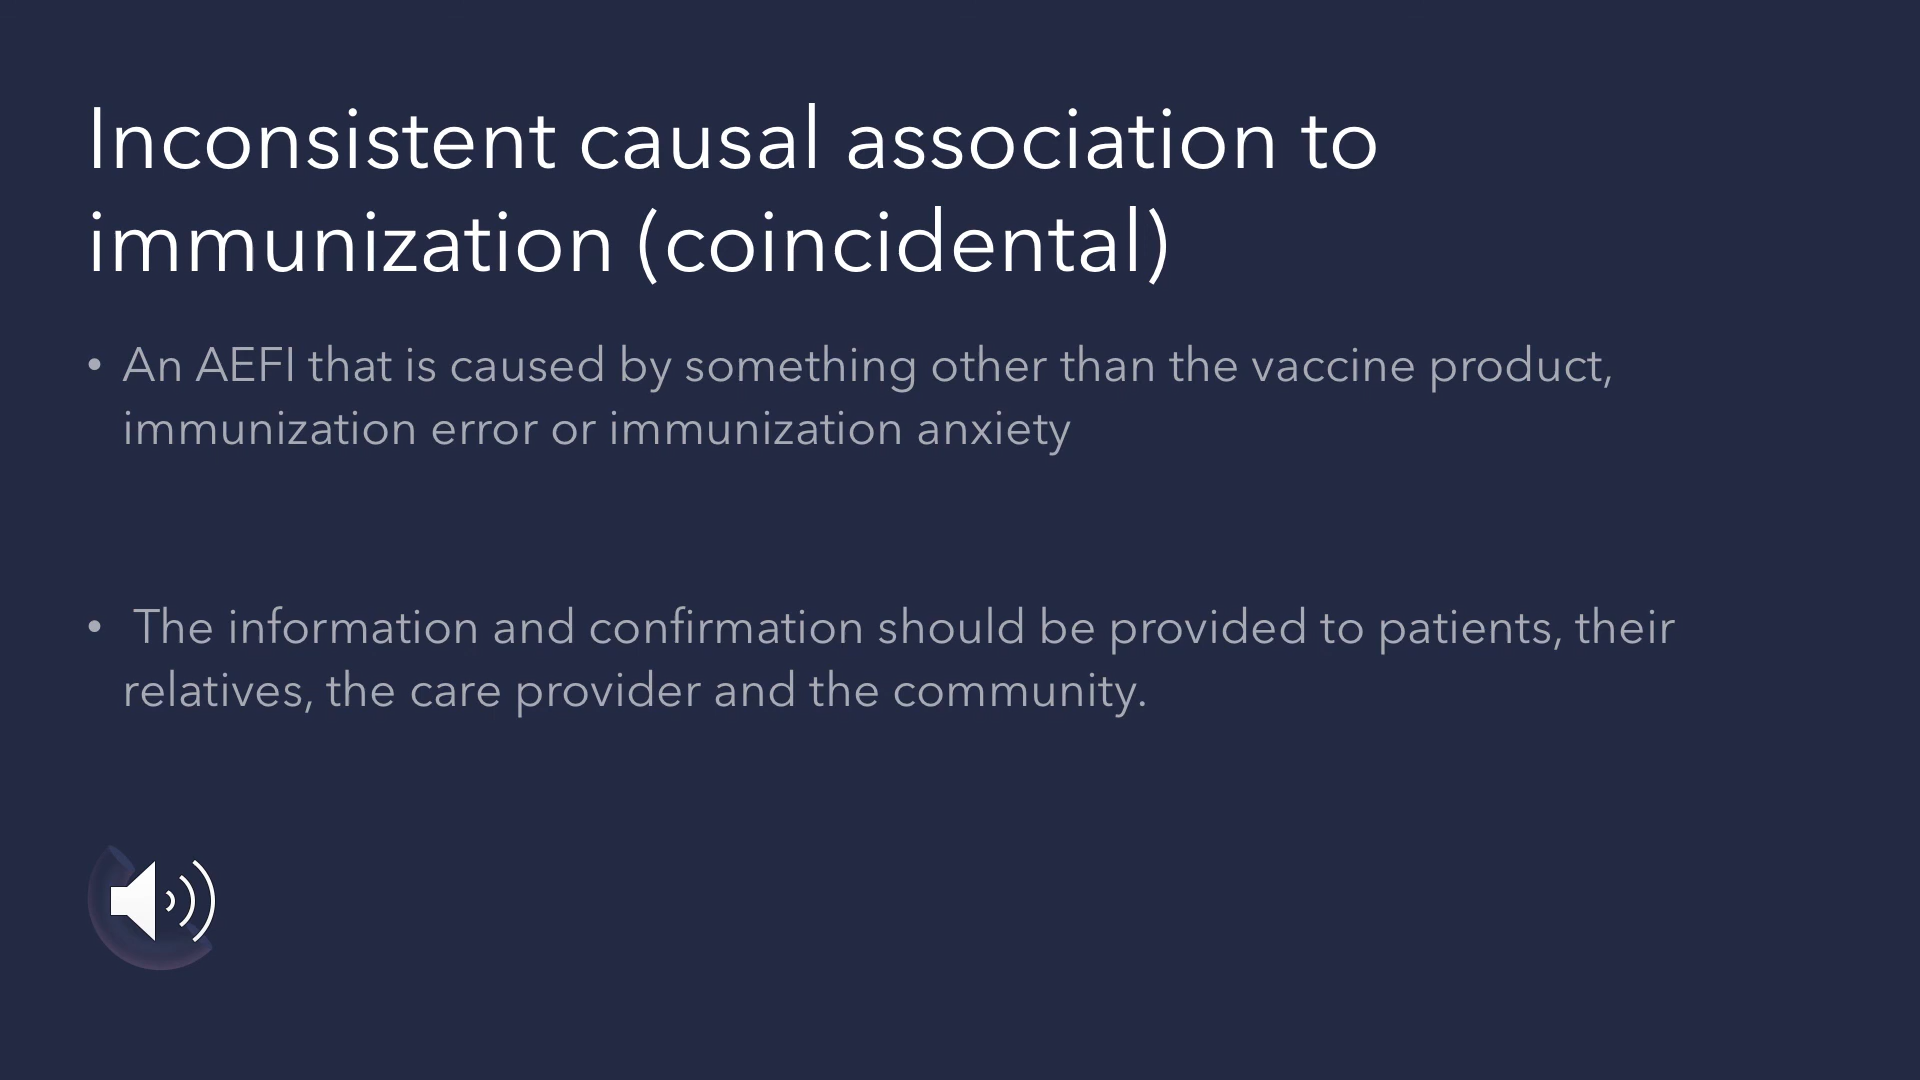 Inconsistent causal association to
immunization (coincidental)
• An AEFI that is caused by something other than the vaccine product,
immunization error or immunization anxiety
• The information and confirmation should be provided to patients, their
relatives, the care provider and the community.